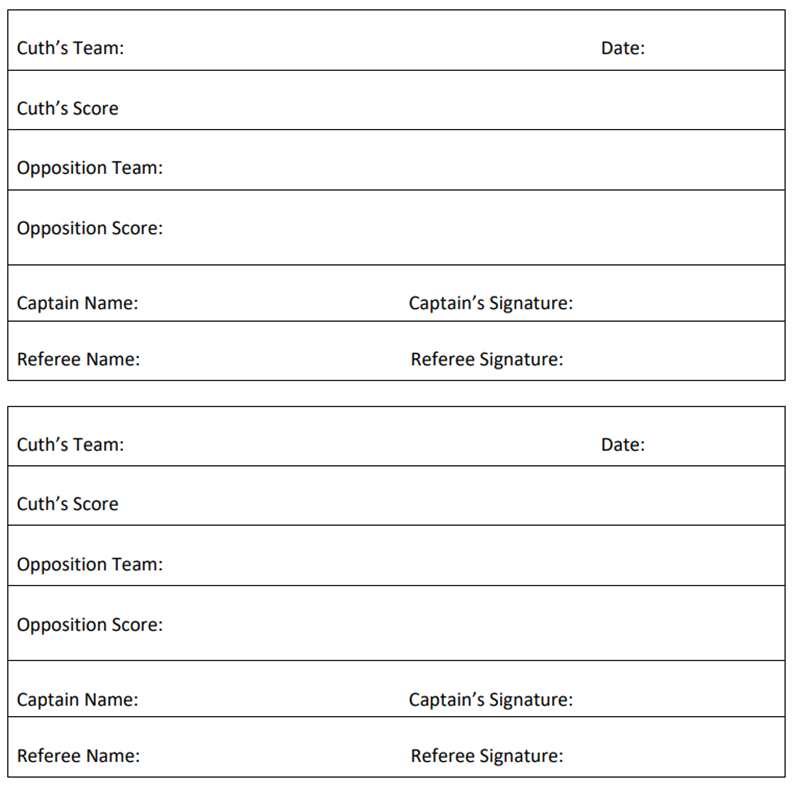 Cuth’s Team: Date:
Cuth’s Score
Opposition Team:
Opposition Score:
Captain Name: Captain’s Signature:
Referee Name: Referee Signature:
Cuth’s Team: Date:
Cuth’s Score
Opposition Team:
Opposition Score:
Captain Name: Captain’s Signature:
Referee Name: Referee Signature: